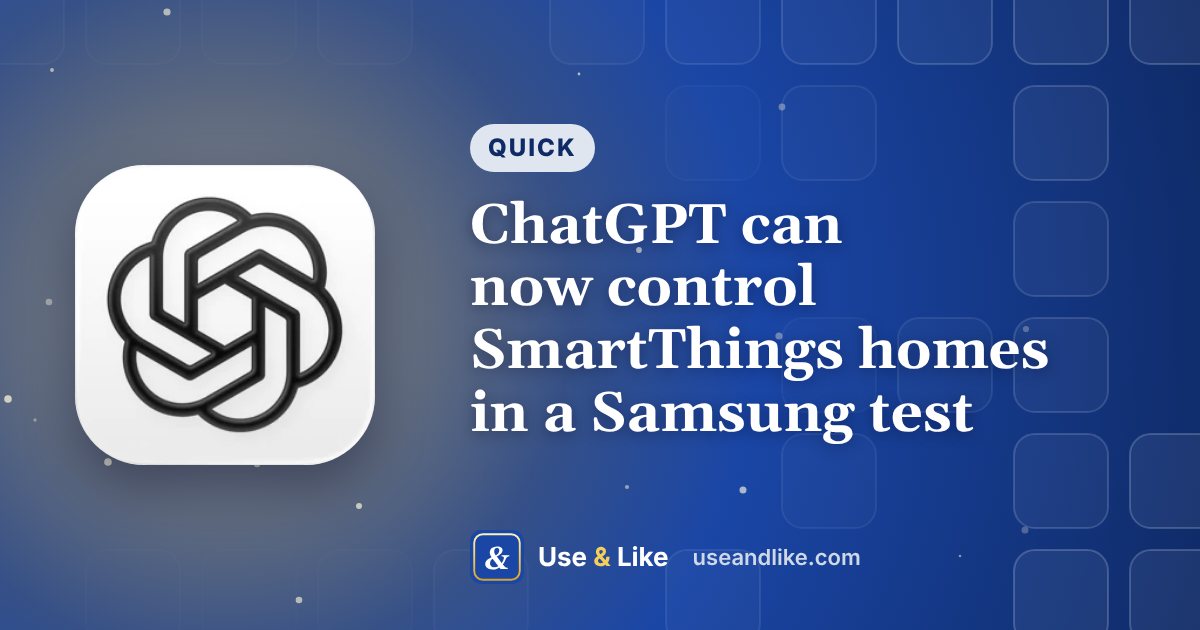 QUICK
ChatGPT can
now control
SmartThings homes
in a Samsung test
& Use & Like useandlike.com